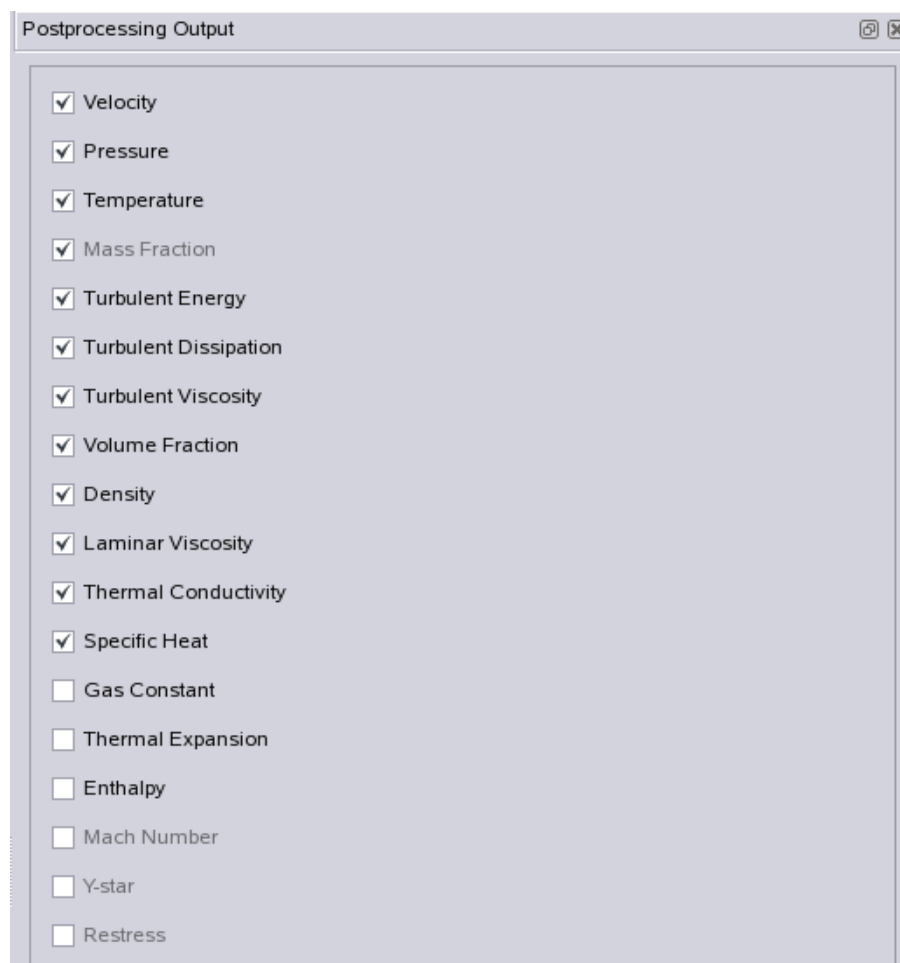 Postprocessing Output
Velocity
Pressure
Temperature
Mass Fraction
Turbulent Energy
Turbulent Dissipation
Turbulent Viscosity
Volume Fraction
Density
Laminar Viscosity
Thermal Conductivity
Specific Heat
Gas Constant
Thermal Expansion
Enthalpy
Mach Number
Y-star
Restress